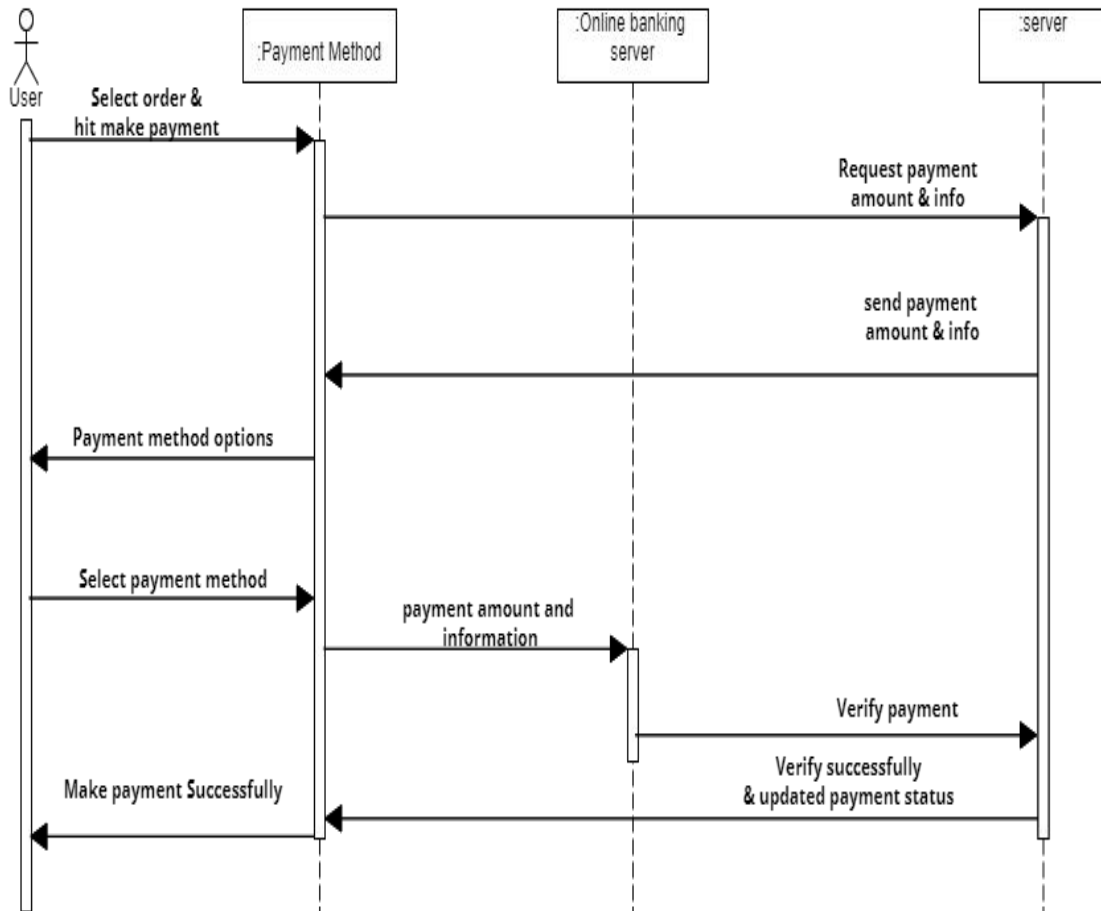 :Online banking
server
:server
:Payment Method
User
Select order &
hit make payment
Request payment
amount & info
send payment
amount & info
Payment method options
Select payment method
payment amount and
information
Verify payment
Verify successfully
& updated payment status
Make payment Successfully